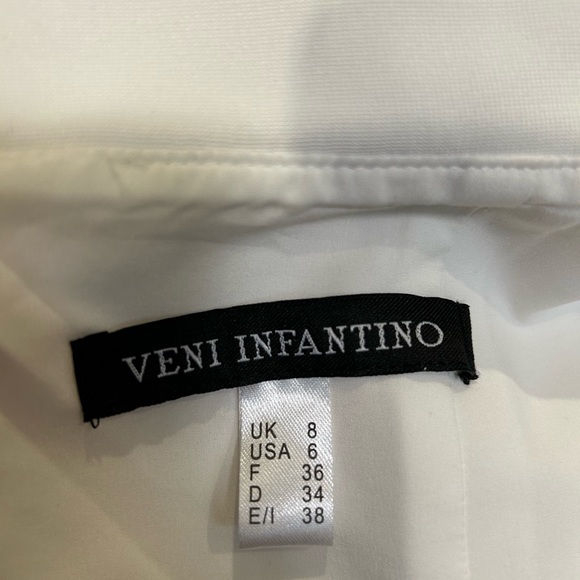 VENI INFANTINO
UK 8
USA 6
F 36
D 34
E/I 38